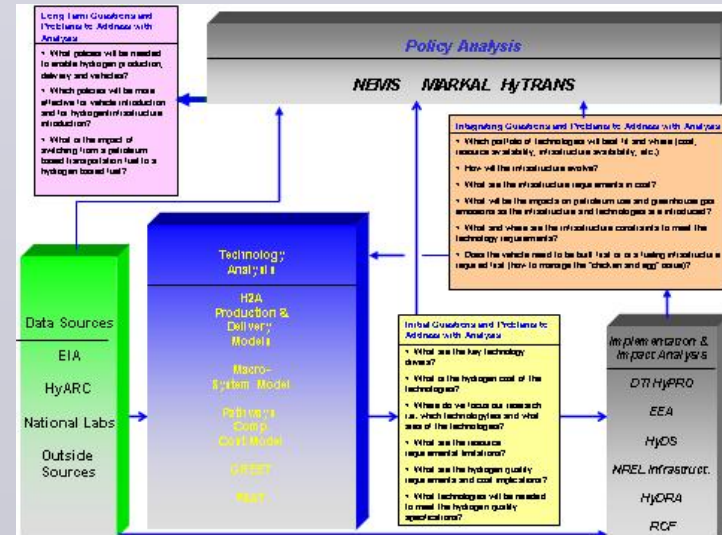 Long Term Questions and
Problems to Address with
Analysis
• What policies will be needed
to enable hydrogen production,
delivery and vehicles?
• Which policies will be more
effective for vehicle introduction
and for hydrogen infrastructure
introduction?
• What is the impact of
switching from a petroleum
based transportation fuel to a
hydrogen based fuel?
Policy Analysis
NEMS MARKAL HyTRANS
Integrating Questions and Problems to Address with Analysis
• Which portfolio of technologies will best fit and where (cost,
resource availability, infrastructure availability, etc.)
• How will the infrastructure evolve?
• What are the infrastructure requirements in cost?
• What will be the impacts on petroleum use and greenhouse gas
emissions as the infrastructure and technologies are introduced?
• What and where are the infrastructure constraints to meet the
technology requirements?
• Does the vehicle need to be built first or is a fueling infrastructure
required first (how to manage the "chicken and egg" issue)?
Data Sources
EIA
HyARC
National Labs
Outside
Sources
Technology
Analysis
H2A
Production &
Delivery
Models
Macro-
System Model
Pathways
Comp
Cost Model
GREET
Initial Questions and Problems to
Address with Analysis
• What are the key technology
drivers?
• What is the hydrogen cost of the
technologies?
• Where do we focus our research
i.e. which technologies and what
area of the technologies?
• What are the resource
requirements limitations?
• What are the hydrogen quality
requirements and cost implications?
• What technologies will be needed
to meet the hydrogen quality
specifications?
Implementation &
Impact Analysis
DTI HyPRO
EEA
HyDS
NREL Infrastruct.
HyDRA
RCF